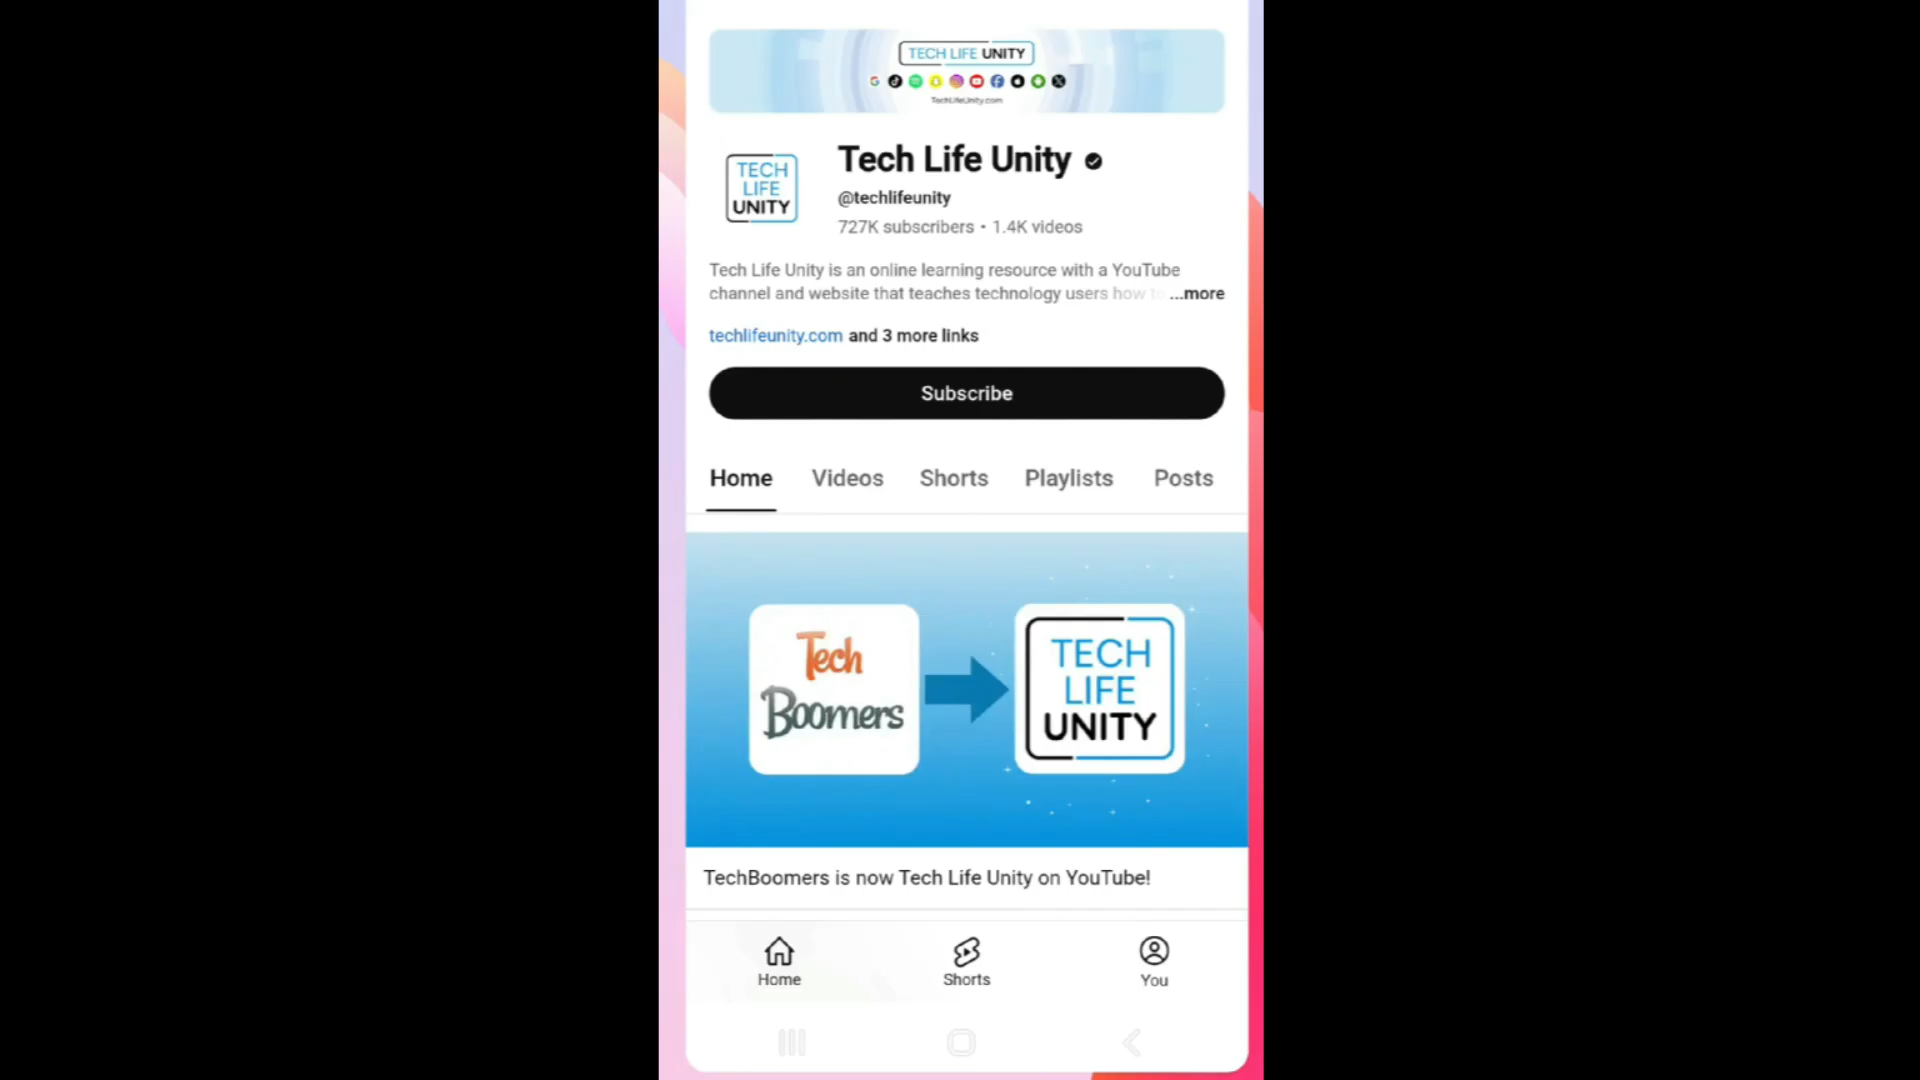 TECH LIFE UNITY
TechLifeUnity.com
TECH
LIFE
UNITY
Tech Life Unity
@techlifeunity
727K subscribers • 1.4K videos
Tech Life Unity is an online learning resource with a YouTube
channel and website that teaches technology users how to ...more
techlifeunity.com and 3 more links
Subscribe
Home Videos Shorts Playlists Posts
Tech
Boomers
TECH
LIFE
UNITY
TechBoomers is now Tech Life Unity on YouTube!
Home Shorts You